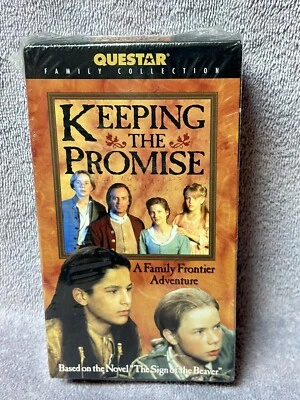 QUESTAR
FAMILY COLLECTION
KEEPING
THE
PROMISE
A Family Frontier
Adventure
Based on the Novel "The Sign of the Beaver"